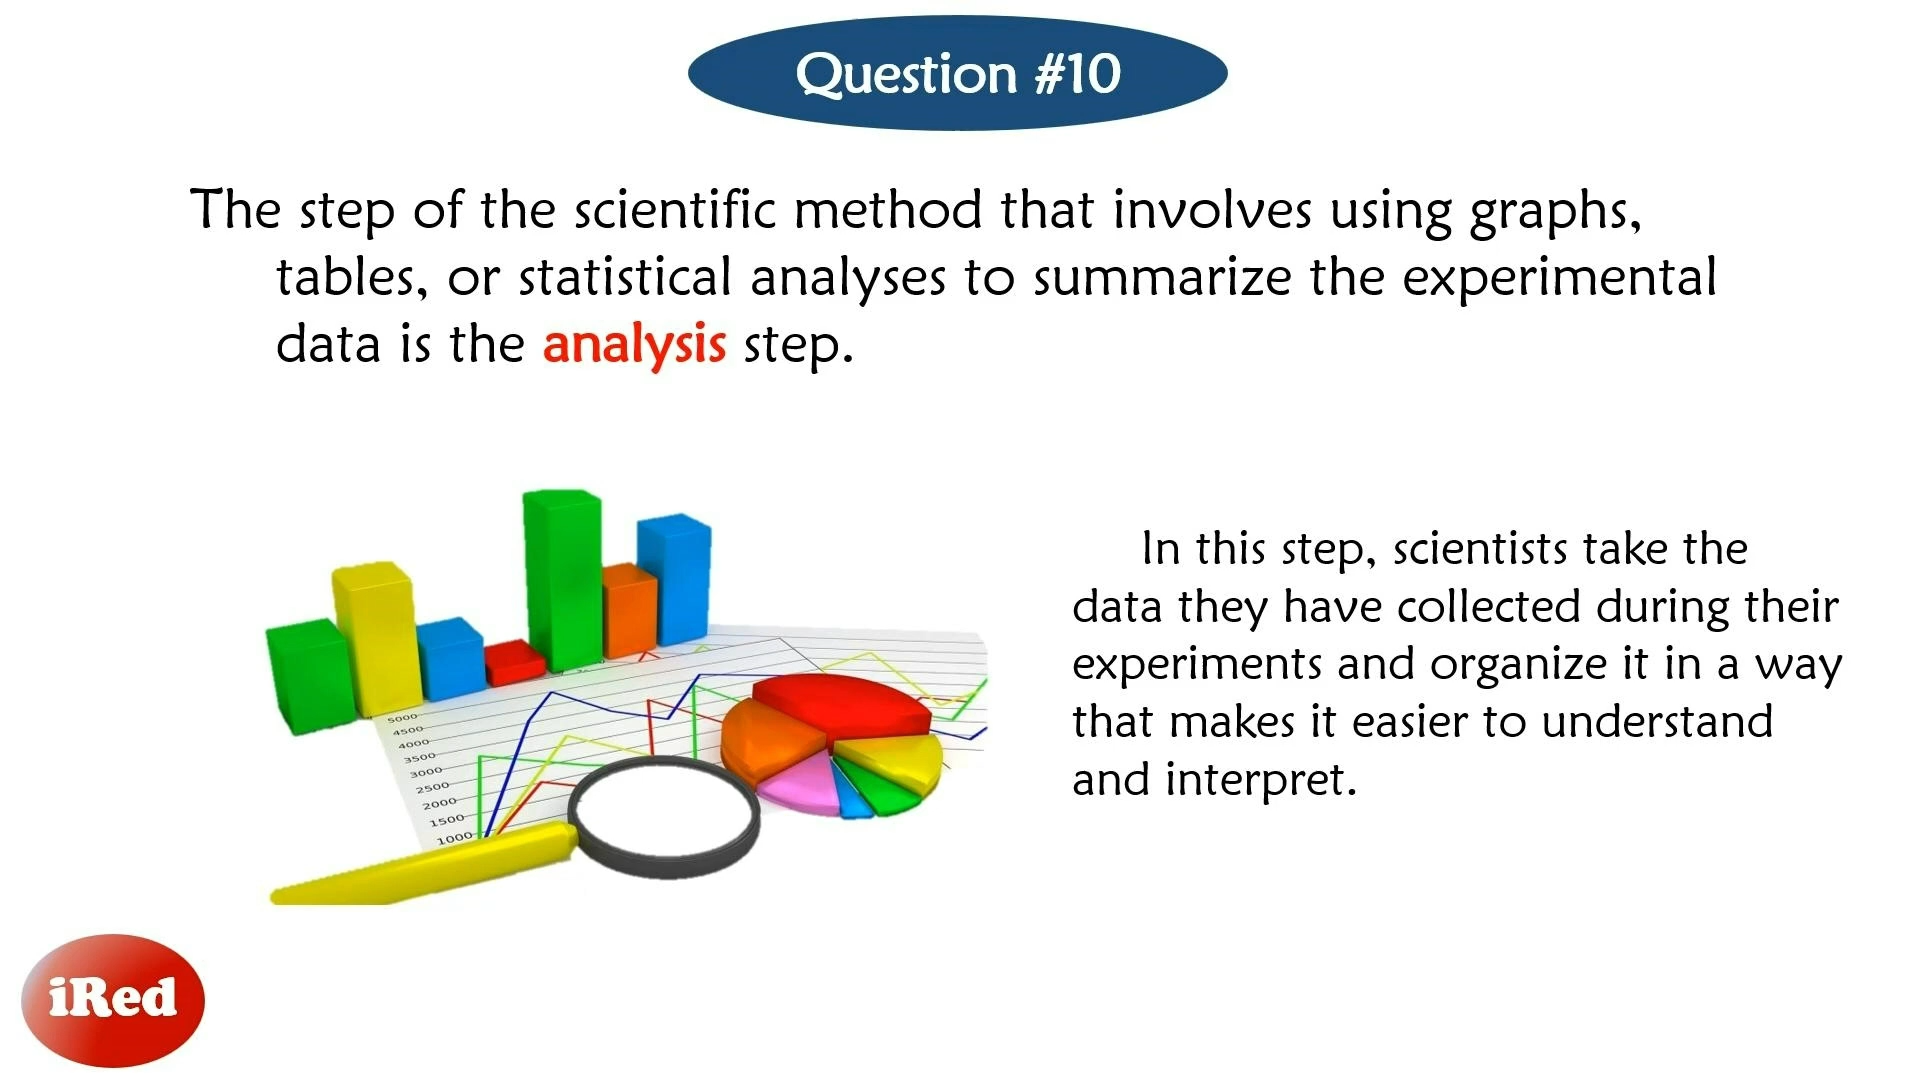 Question #10
The step of the scientific method that involves using graphs,
tables, or statistical analyses to summarize the experimental
data is the analysis step.
In this step, scientists take the
data they have collected during their
experiments and organize it in a way
that makes it easier to understand
and interpret.
5000
4500
4000
3500
3000
2500
2000
1500
1000
iRed